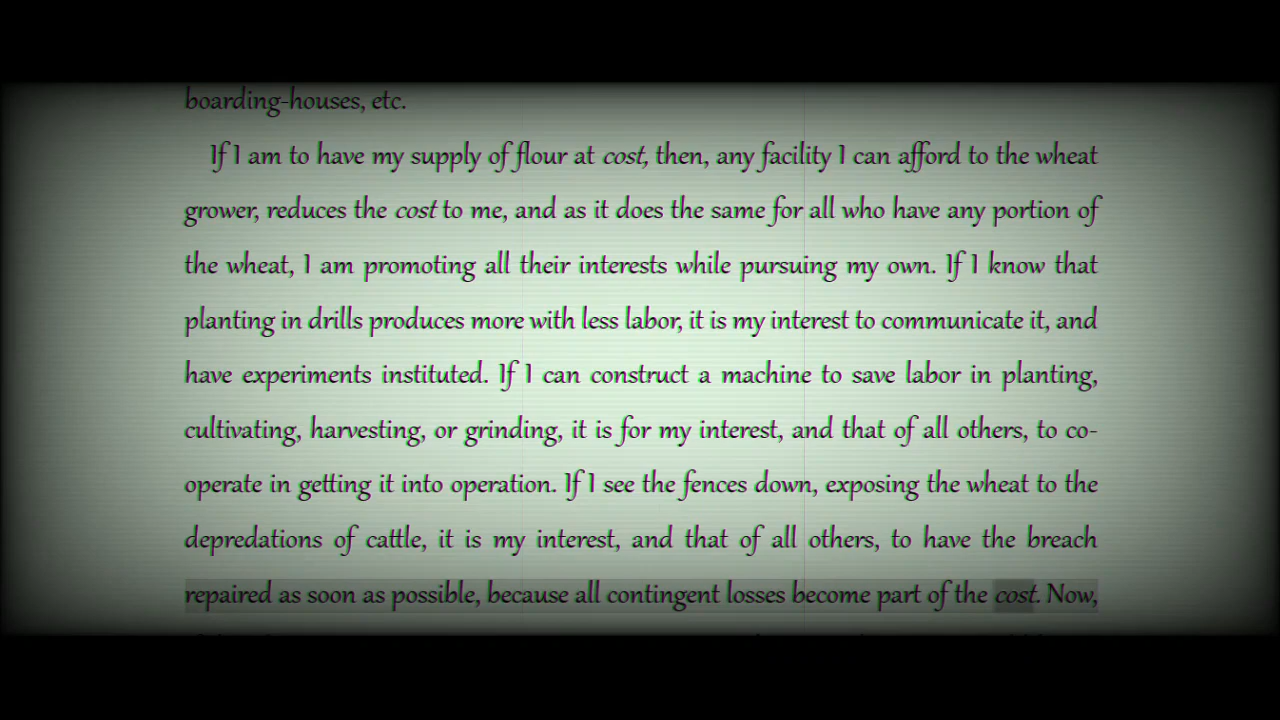 boarding-houses, etc.
If I am to have my supply of flour at cost, then, any facility I can afford to the wheat
grower, reduces the cost to me, and as it does the same for all who have any portion of
the wheat, I am promoting all their interests while pursuing my own. If I know that
planting in drills produces more with less labor, it is my interest to communicate it, and
have experiments instituted. If I can construct a machine to save labor in planting,
cultivating, harvesting, or grinding, it is for my interest, and that of all others, to co-
operate in getting it into operation. If I see the fences down, exposing the wheat to the
depredations of cattle, it is my interest, and that of all others, to have the breach
repaired as soon as possible, because all contingent losses become part of the cost. Now,